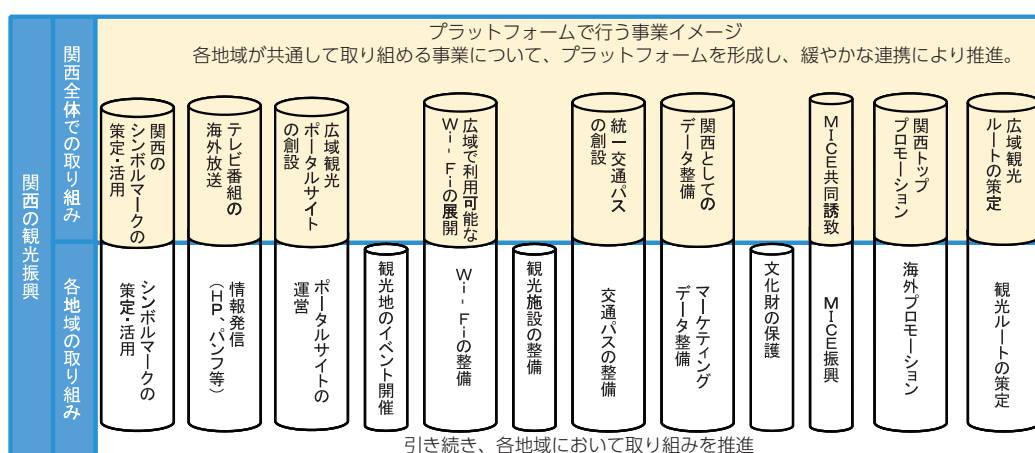 関西の観光振興
関西全体での取り組み
プラットフォームで行う事業イメージ
各地域が共通して取り組める事業について、プラットフォームを形成し、緩やかな連携により推進。
関西の
シンボルマークの
策定・活用
テレビ番組の
海外放送
広域観光
ポータルサイト
の創設
広域で利用可能な
Wi-Fiの展開
統一交通パス
の創設
関西としての
データ整備
MICE共同誘致
関西トップ
プロモーション
広域観光
ルートの策定
各地域の取り組み
シンボルマークの
策定・活用
情報発信
(HP、パンフ等)
ポータルサイトの
運営
観光地のイベント開催
Wi-Fiの整備
観光施設の整備
交通パスの整備
マーケティング
データ整備
文化財の保護
MICE振興
海外プロモーション
観光ルートの策定
引き続き、各地域において取り組みを推進